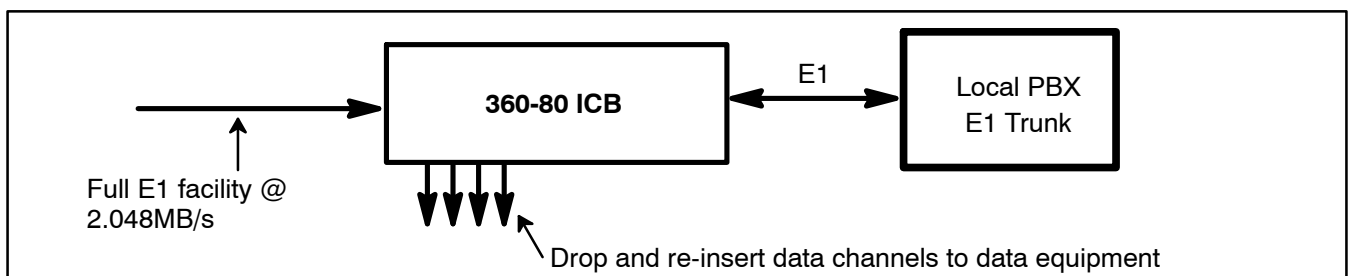 360-80 ICB
E1
Local PBX
E1 Trunk
Full E1 facility @
2.048MB/s
Drop and re-insert data channels to data equipment